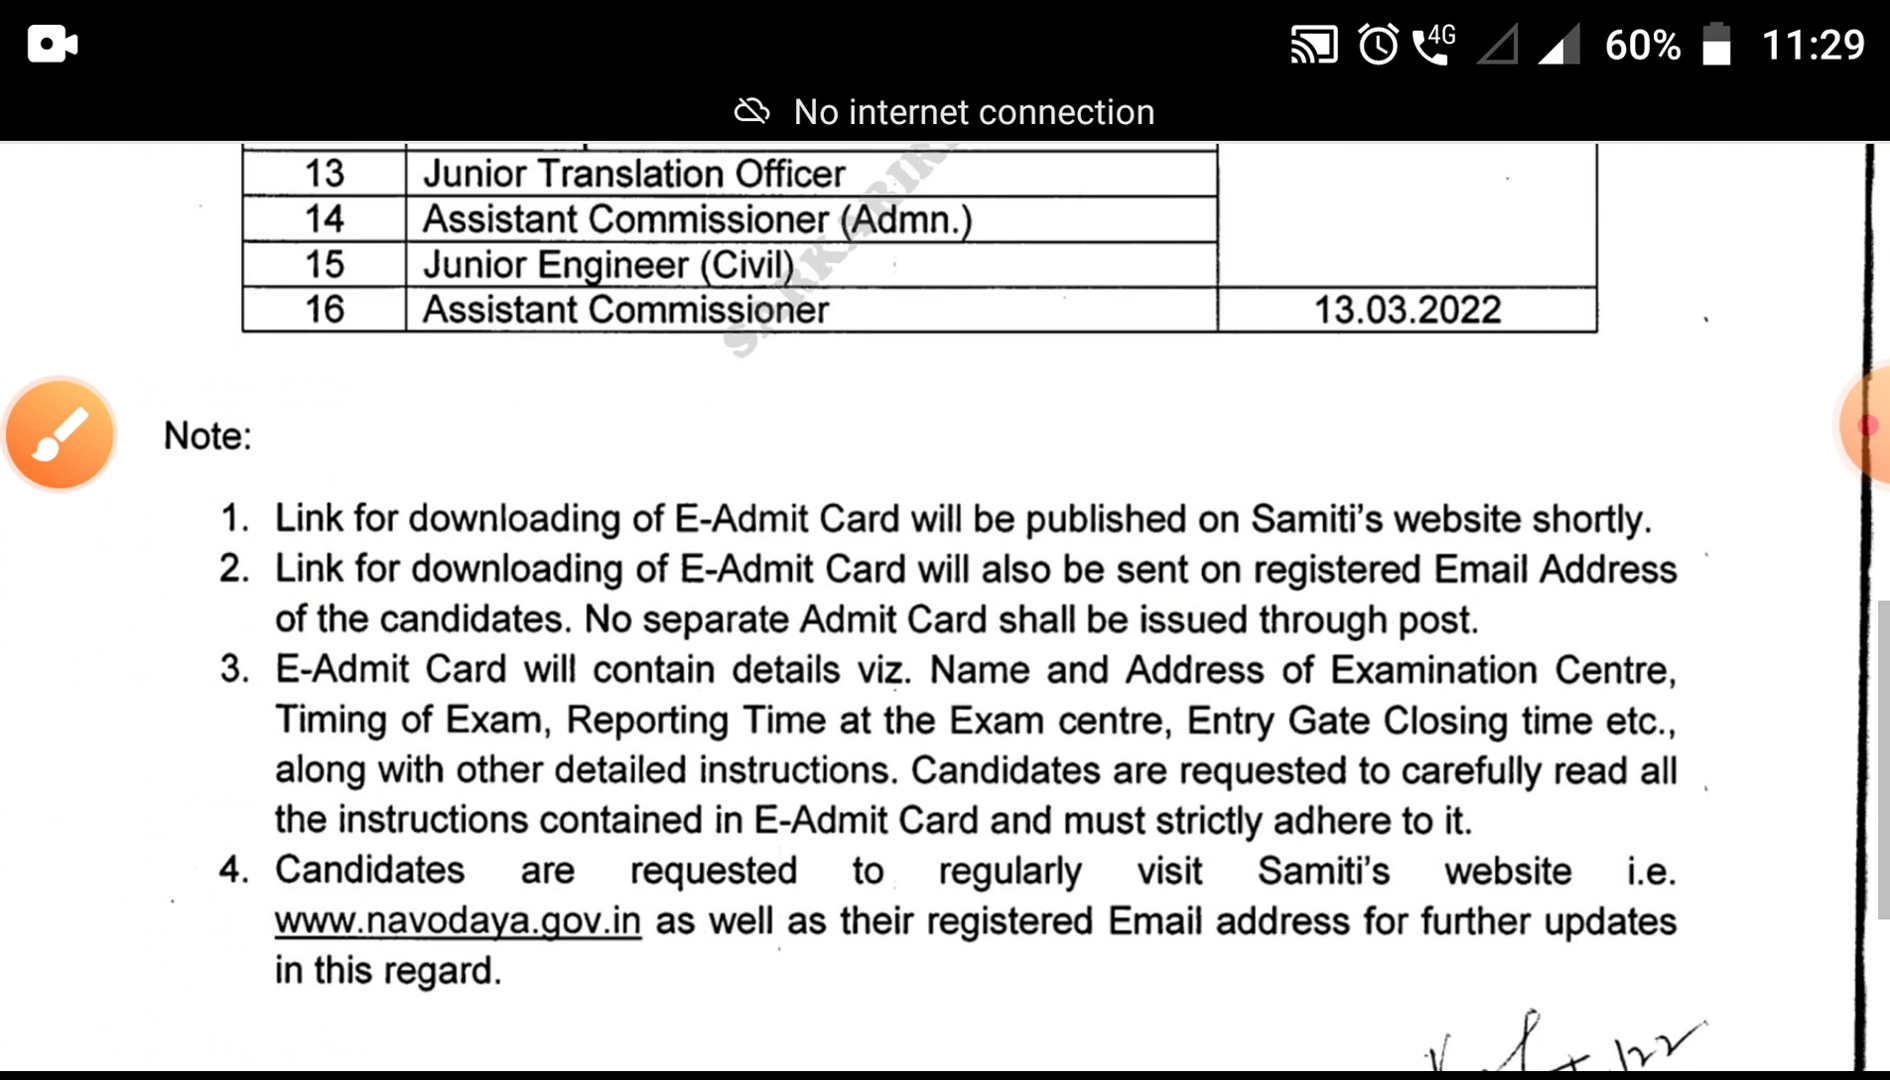 4G 60% 11:29
No internet connection
13 Junior Translation Officer
14 Assistant Commissioner (Admn.)
15 Junior Engineer (Civil)
16 Assistant Commissioner 13.03.2022
Note:
1. Link for downloading of E-Admit Card will be published on Samiti's website shortly.
2. Link for downloading of E-Admit Card will also be sent on registered Email Address
of the candidates. No separate Admit Card shall be issued through post.
3. E-Admit Card will contain details viz. Name and Address of Examination Centre,
Timing of Exam, Reporting Time at the Exam centre, Entry Gate Closing time etc.,
along with other detailed instructions. Candidates are requested to carefully read all
the instructions contained in E-Admit Card and must strictly adhere to it.
4. Candidates are requested to regularly visit Samiti's website i.e.
www.navodaya.gov.in as well as their registered Email address for further updates
in this regard.